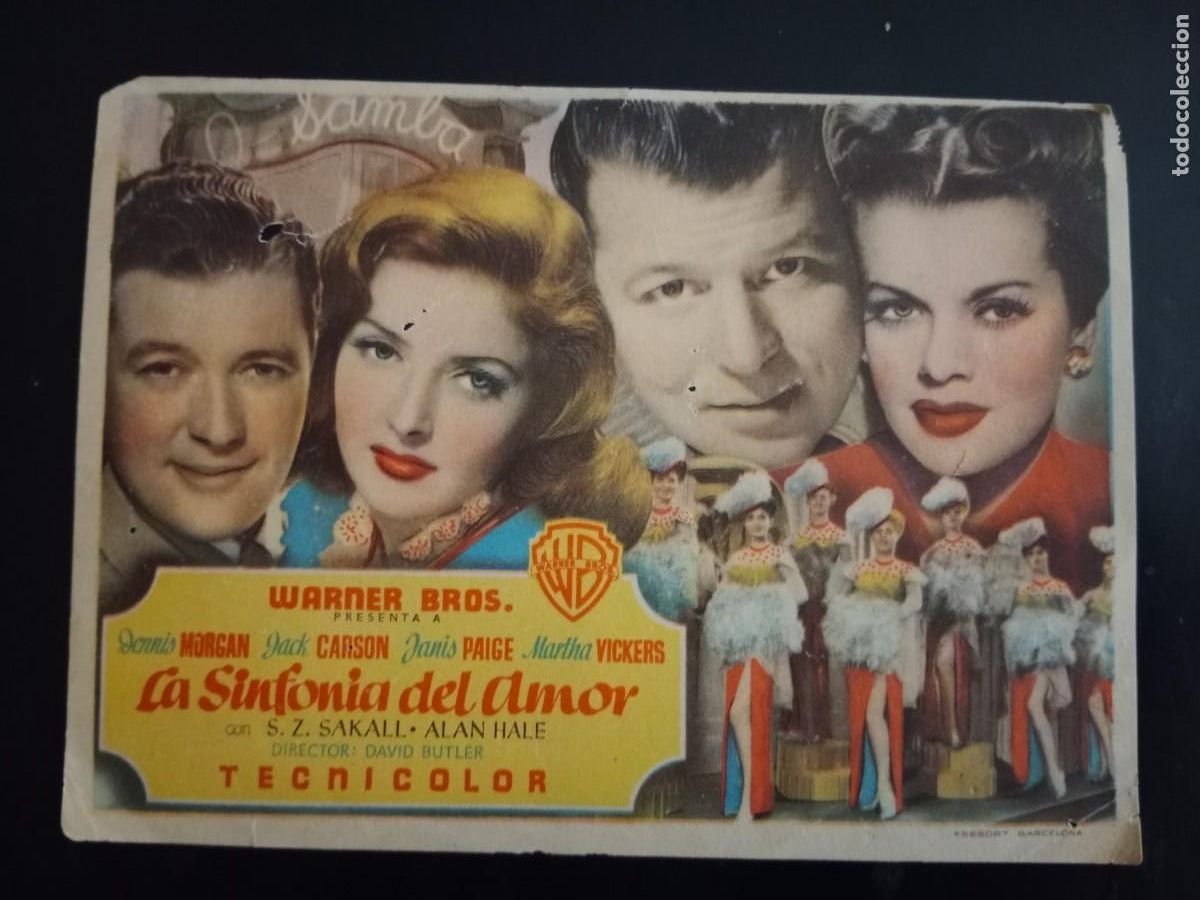 Samba
WARNER BROS.
WB
WARNER BROS.
PRESENTA A
Dennis MORGAN Jack CARSON Janis PAIGE Martha VICKERS
La Sinfonia del Amor
con S. Z. SAKALL • ALAN HALE
DIRECTOR: DAVID BUTLER
TECNICOLOR
BARCELONA
todocoleccion